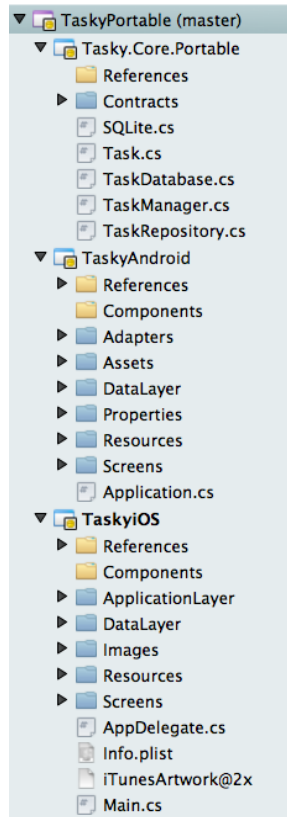 TaskyPortable (master)
Tasky.Core.Portable
References
Contracts
SQLite.cs
Task.cs
TaskDatabase.cs
TaskManager.cs
TaskRepository.cs
TaskyAndroid
References
Components
Adapters
Assets
DataLayer
Properties
Resources
Screens
Application.cs
TaskyiOS
References
Components
ApplicationLayer
DataLayer
Images
Resources
Screens
AppDelegate.cs
Info.plist
iTunesArtwork@2x
Main.cs